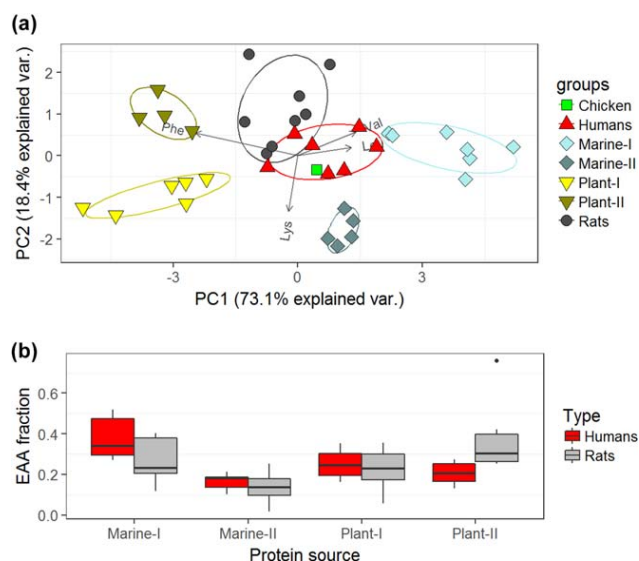 (a)
2
1
0
-1
-2
PC2 (18.4% explained var.)
Phe
Val
Lys
-3
0
3
PC1 (73.1% explained var.)
groups
Chicken
Humans
Marine-I
Marine-II
Plant-I
Plant-II
Rats
(b)
0.6
0.4
0.2
0.0
EAA fraction
Marine-I
Marine-II
Plant-I
Plant-II
Protein source
Type
Humans
Rats